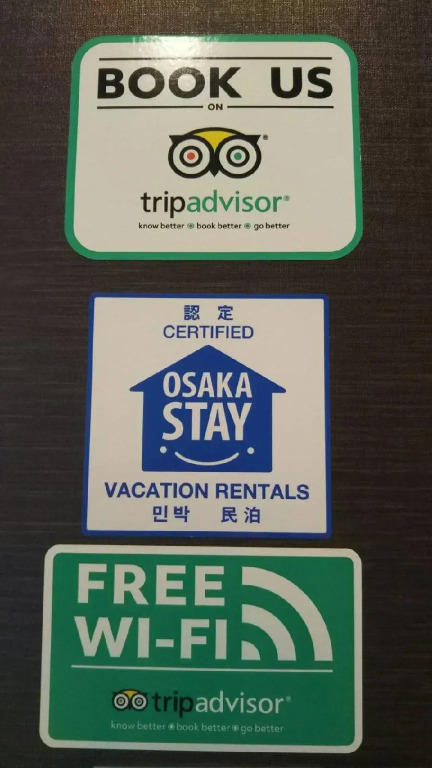 BOOK US
ON
tripadvisor®
know better ● book better ● go better
認 定
CERTIFIED
OSAKA
STAY
VACATION RENTALS
민박 民泊
FREE
WI-FI
tripadvisor®
know better ● book better ● go better